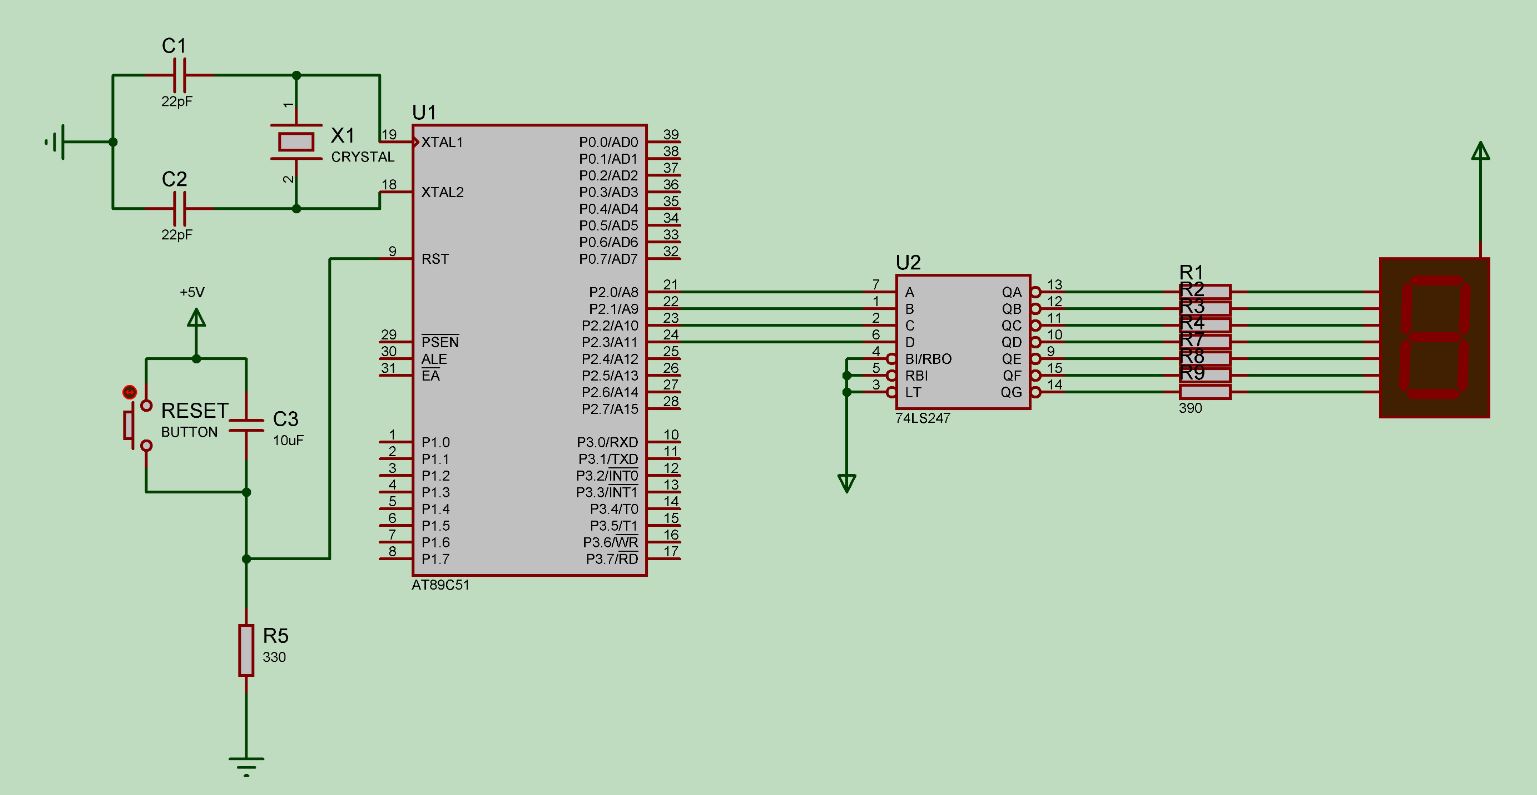 C1
22pF
C2
22pF
1
X1
CRYSTAL
2
U1
19 XTAL1
18 XTAL2
9 RST
29 PSEN
30 ALE
31 EA
1 P1.0
2 P1.1
3 P1.2
4 P1.3
5 P1.4
6 P1.5
7 P1.6
8 P1.7
P0.0/AD0 39
P0.1/AD1 38
P0.2/AD2 37
P0.3/AD3 36
P0.4/AD4 35
P0.5/AD5 34
P0.6/AD6 33
P0.7/AD7 32
P2.0/A8 21
P2.1/A9 22
P2.2/A10 23
P2.3/A11 24
P2.4/A12 25
P2.5/A13 26
P2.6/A14 27
P2.7/A15 28
P3.0/RXD 10
P3.1/TXD 11
P3.2/INT0 12
P3.3/INT1 13
P3.4/T0 14
P3.5/T1 15
P3.6/WR 16
P3.7/RD 17
AT89C51
+5V
RESET
BUTTON
C3
10uF
R5
330
U2
7 A QA 13
1 B QB 12
2 C QC 11
6 D QD 10
4 BI/RBO QE 9
5 RBI QF 15
3 LT QG 14
74LS247
R1
R2
R3
R4
R7
R8
R9
390